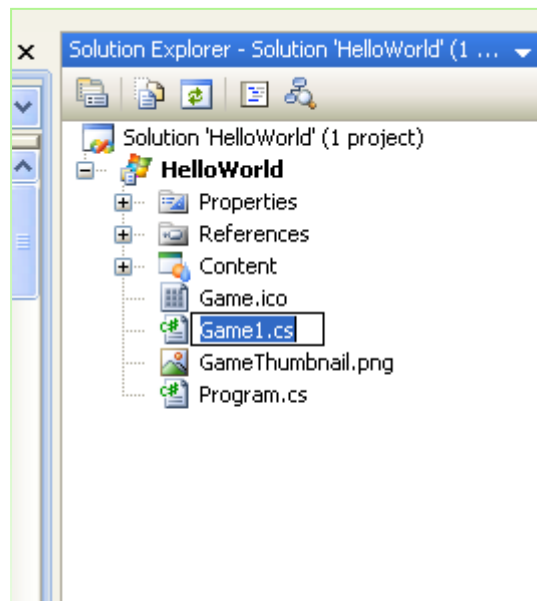 Solution Explorer - Solution 'HelloWorld' (1 ...
Solution 'HelloWorld' (1 project)
HelloWorld
Properties
References
Content
Game.ico
Game1.cs
GameThumbnail.png
Program.cs